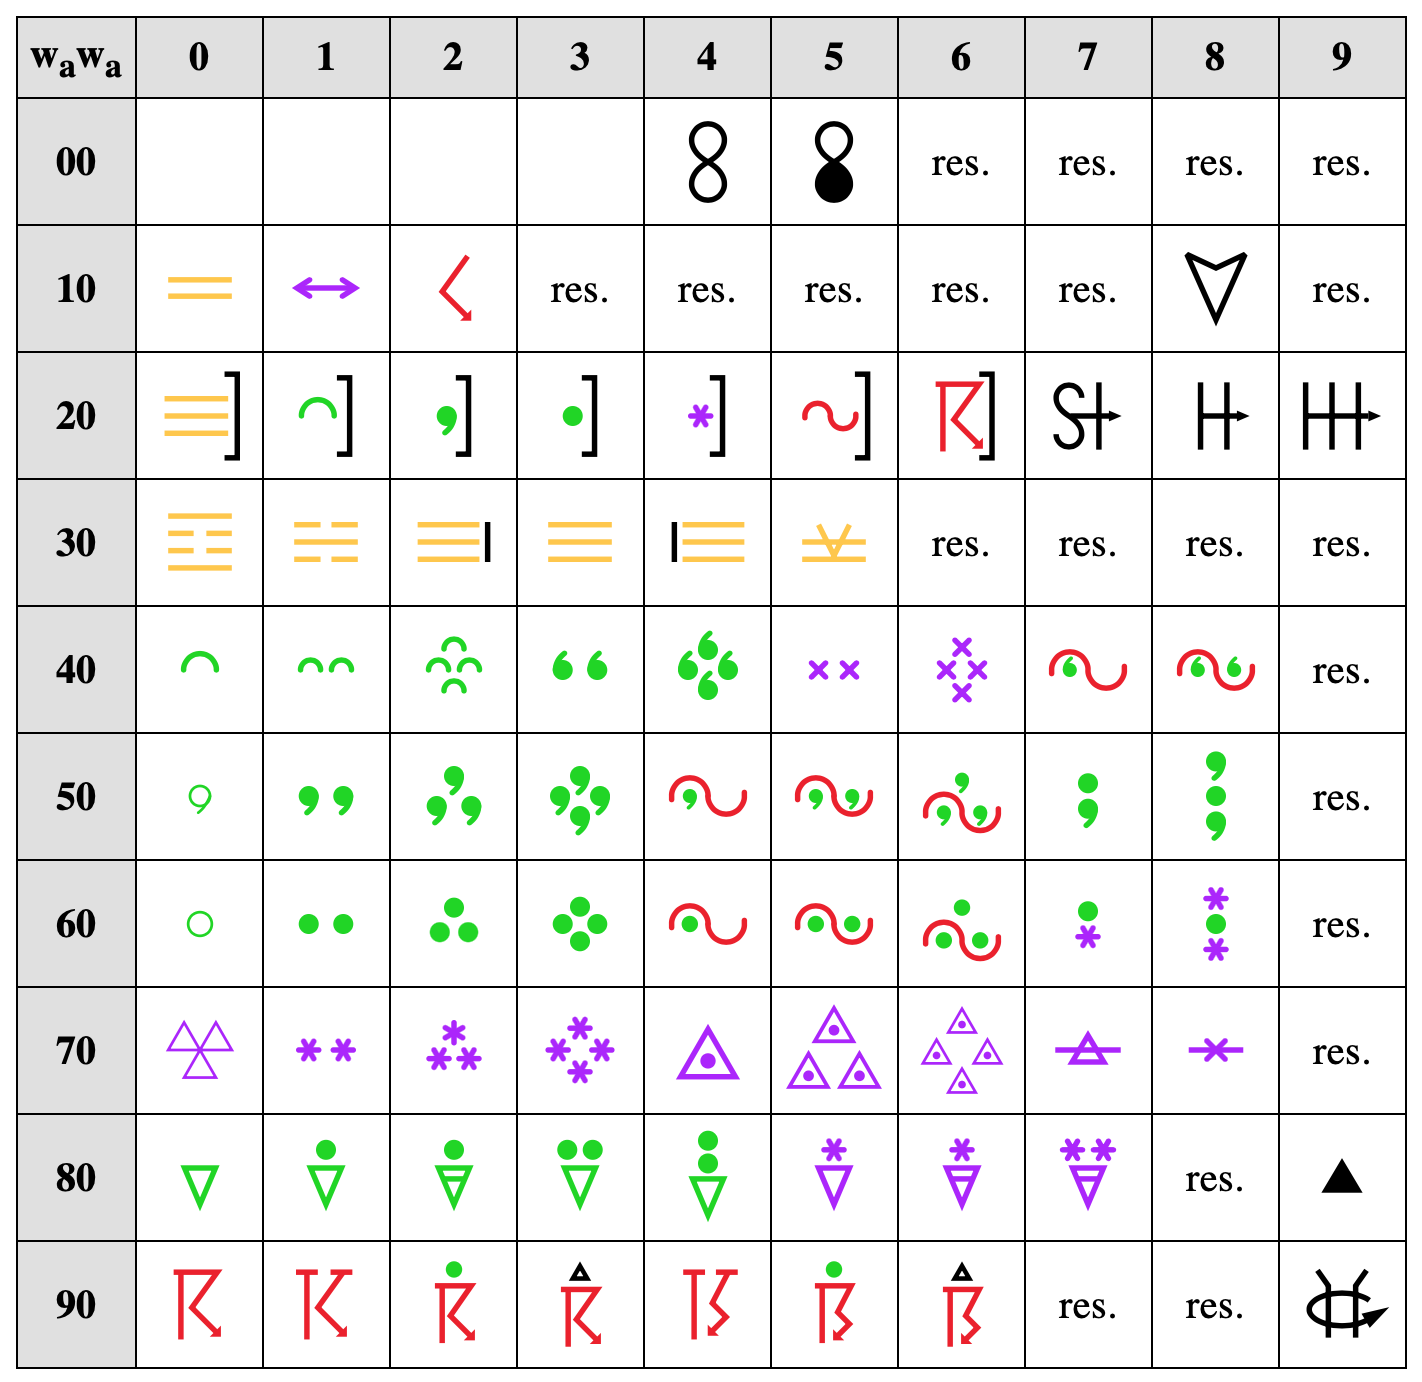 wₐwₐ 0 1 2 3 4 5 6 7 8 9
00 res. res. res. res.
10 res. res. res. res. res. res.
20
30 res. res. res. res.
40 res.
50 res.
60 res.
70 res.
80 res.
90 res. res.